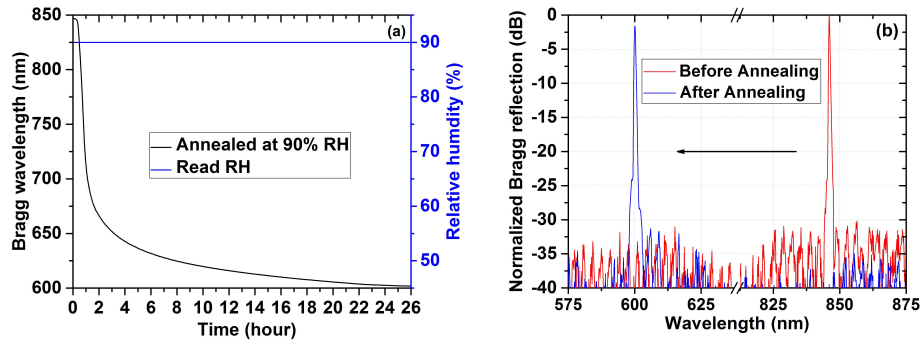 (a)
850
800
750
700
650
600
Bragg wavelength (nm)
90
80
70
60
50
Relative humdity (%)
Annealed at 90% RH
Read RH
0 2 4 6 8 10 12 14 16 18 20 22 24 26
Time (hour)
(b)
0
-5
-10
-15
-20
-25
-30
-35
-40
Normalized Bragg reflection (dB)
Before Annealing
After Annealing
575 600 625 825 850 875
Wavelength (nm)